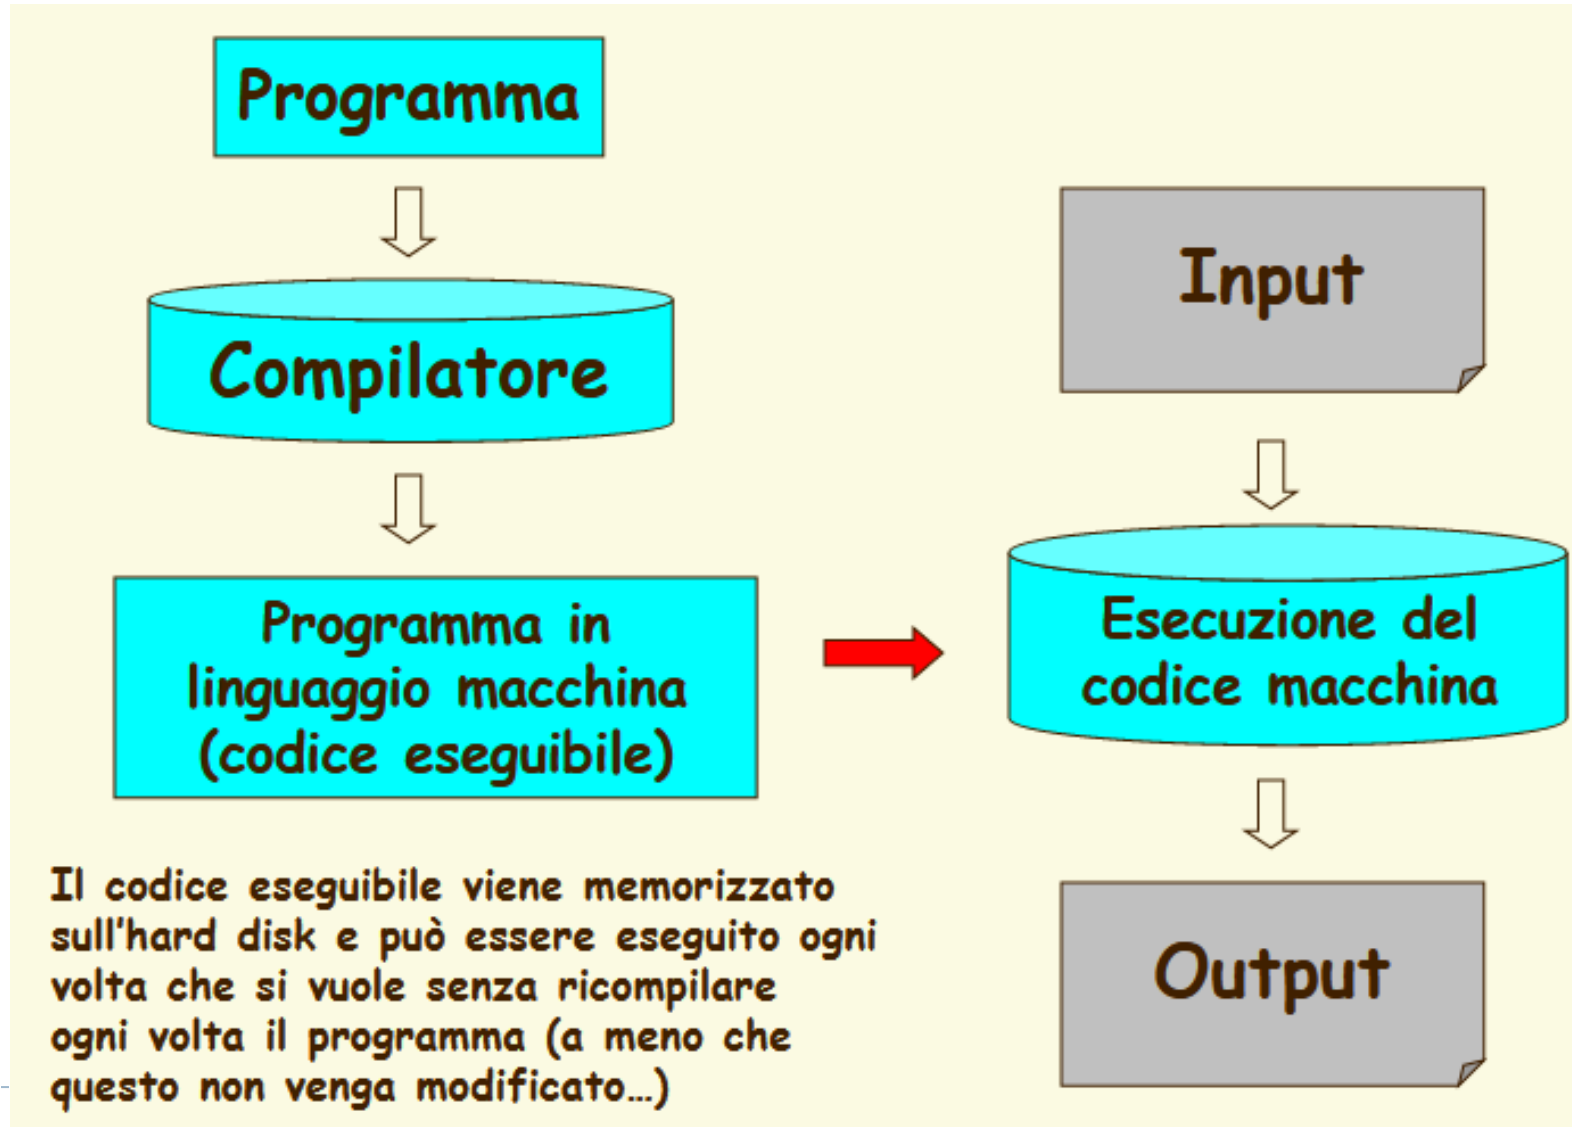 Programma
Compilatore
Programma in
linguaggio macchina
(codice eseguibile)
Il codice eseguibile viene memorizzato
sull'hard disk e può essere eseguito ogni
volta che si vuole senza ricompilare
ogni volta il programma (a meno che
questo non venga modificato…)
Input
Esecuzione del
codice macchina
Output